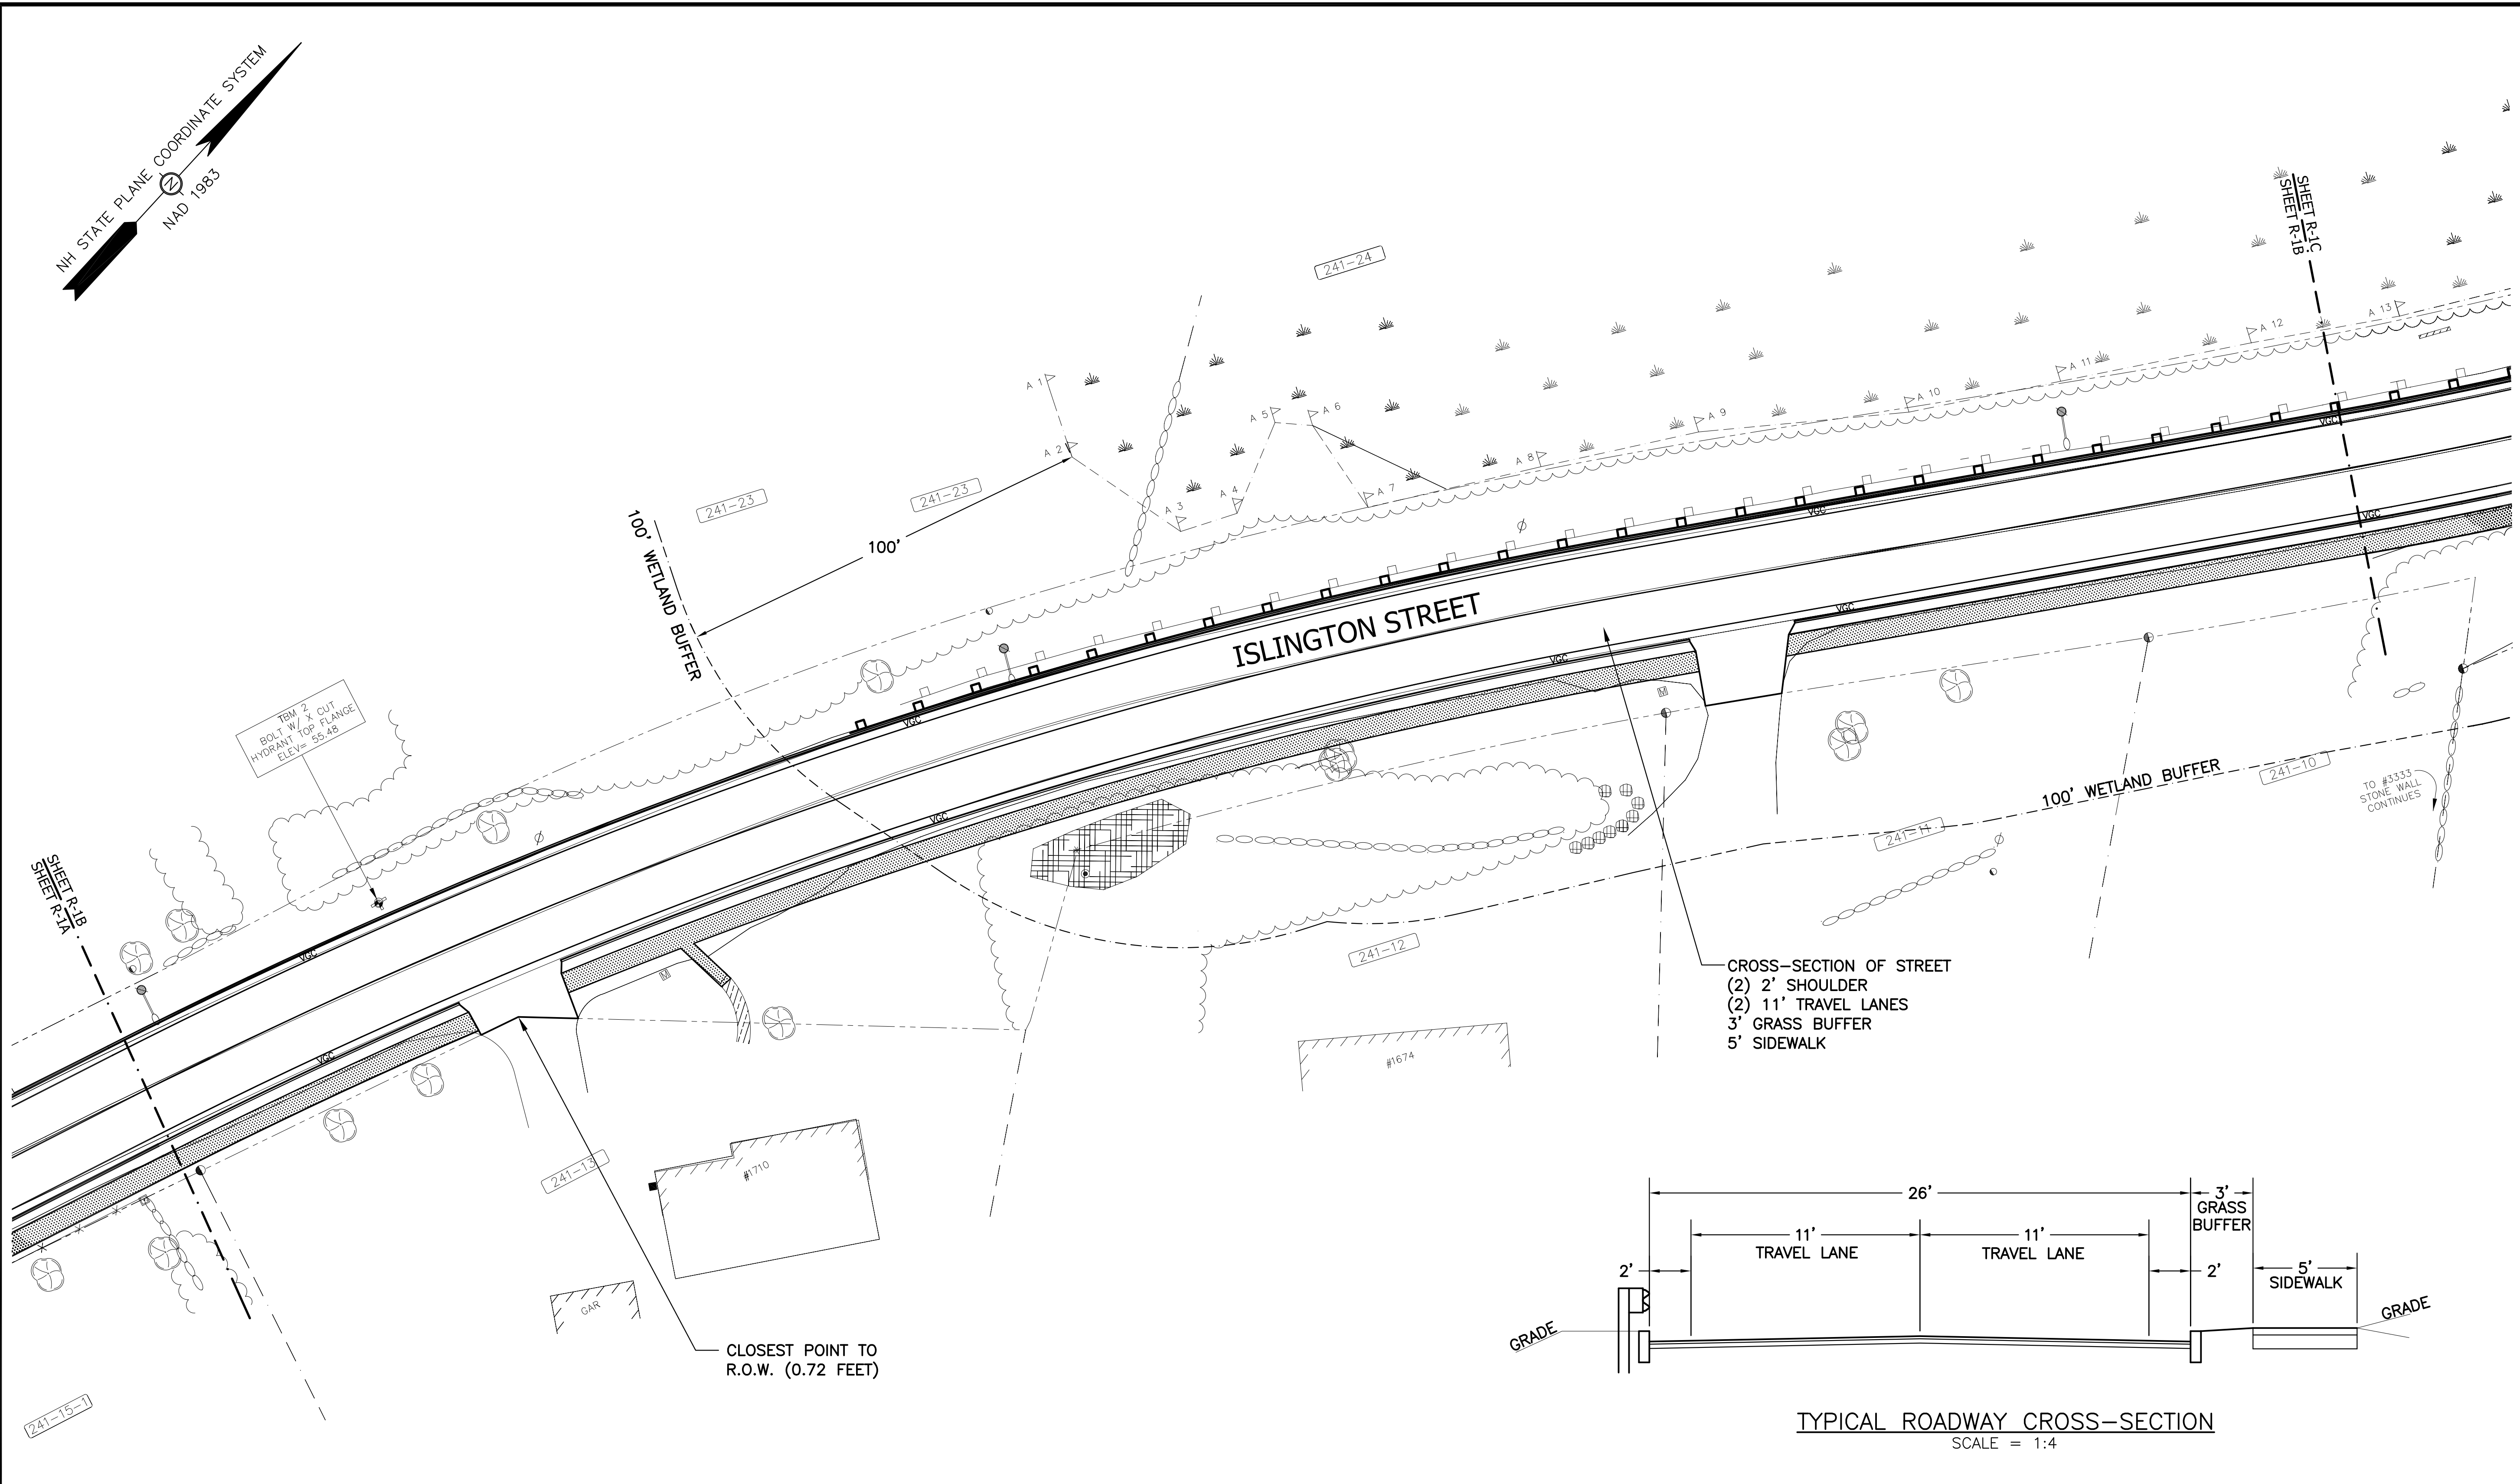 NH STATE PLANE COORDINATE SYSTEM
N
NAD 1983
241-24
SHEET R-1C
SHEET R-1B
A 1
A 2
A 3
A 4
A 5
A 6
A 7
A 8
A 9
A 10
A 11
A 12
A 13
241-23
241-23
100'
100' WETLAND BUFFER
VGC
VGC
VGC
VGC
ISLINGTON STREET
VGC
VGC
VGC
VGC
VGC
M
TBM 2
BOLT W/ X CUT
HYDRANT TOP FLANGE
ELEV= 55.48
SHEET R-1B
SHEET R-1A
100' WETLAND BUFFER
241-10
241-11
TO #3333
STONE WALL
CONTINUES
241-12
M
CROSS-SECTION OF STREET
(2) 2' SHOULDER
(2) 11' TRAVEL LANES
3' GRASS BUFFER
5' SIDEWALK
#1674
#1710
241-13
GAR
CLOSEST POINT TO
R.O.W. (0.72 FEET)
241-15-1
26'
3'
GRASS
BUFFER
11'
TRAVEL LANE
11'
TRAVEL LANE
2'
2'
5'
SIDEWALK
GRADE
GRADE
TYPICAL ROADWAY CROSS-SECTION
SCALE = 1:4